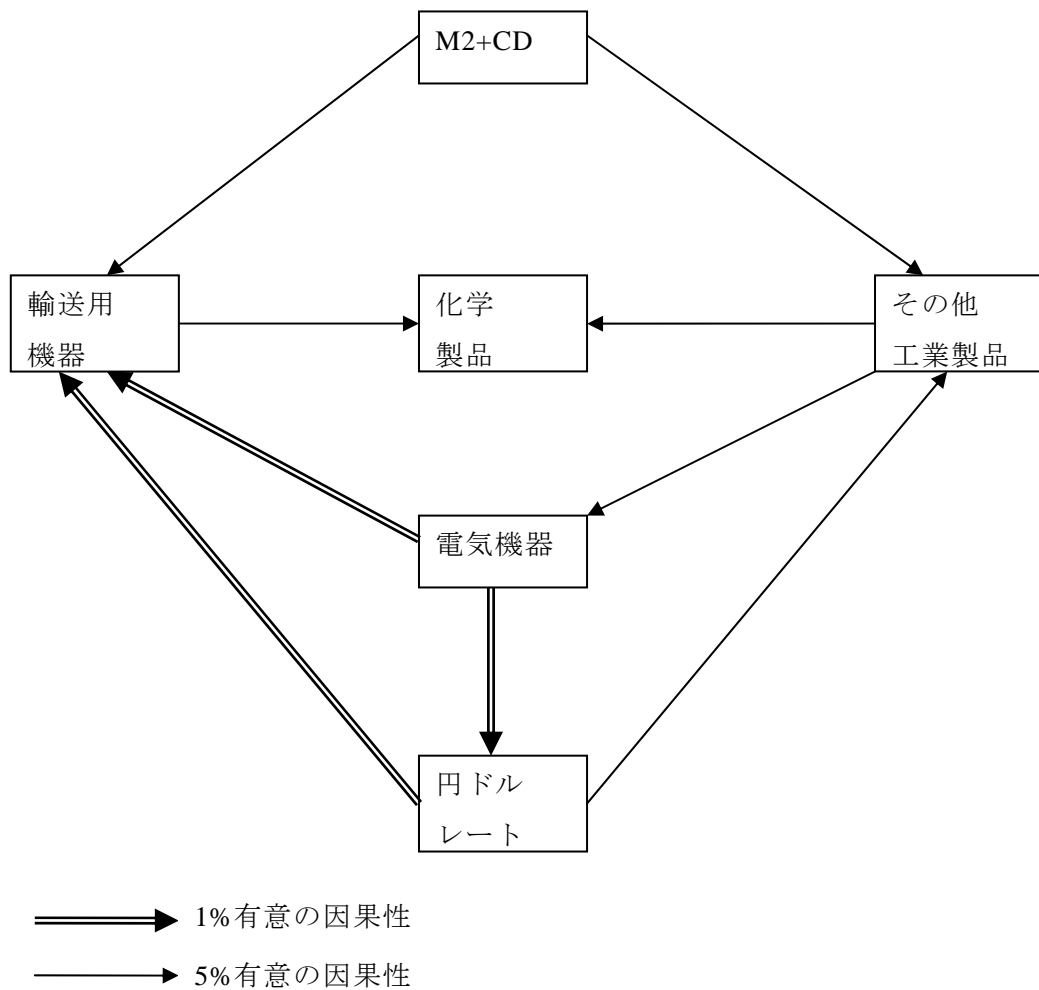 M2+CD
輸送用
機器
化学
製品
その他
工業製品
電気機器
円ドル
レート
1%有意の因果性
5%有意の因果性